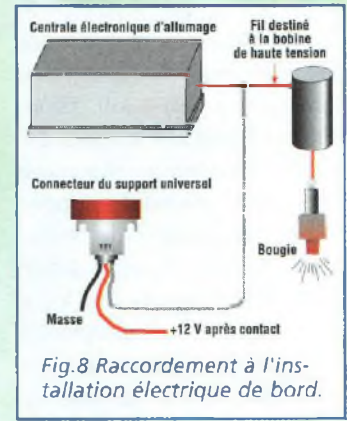 Centrale électronique d'allumage
Fil destiné
à la bobine
de haute tension
Connecteur du support universel
Bougie
Masse
+12 V après contact
Fig.8 Raccordement à l'ins-
tallation électrique de bord.